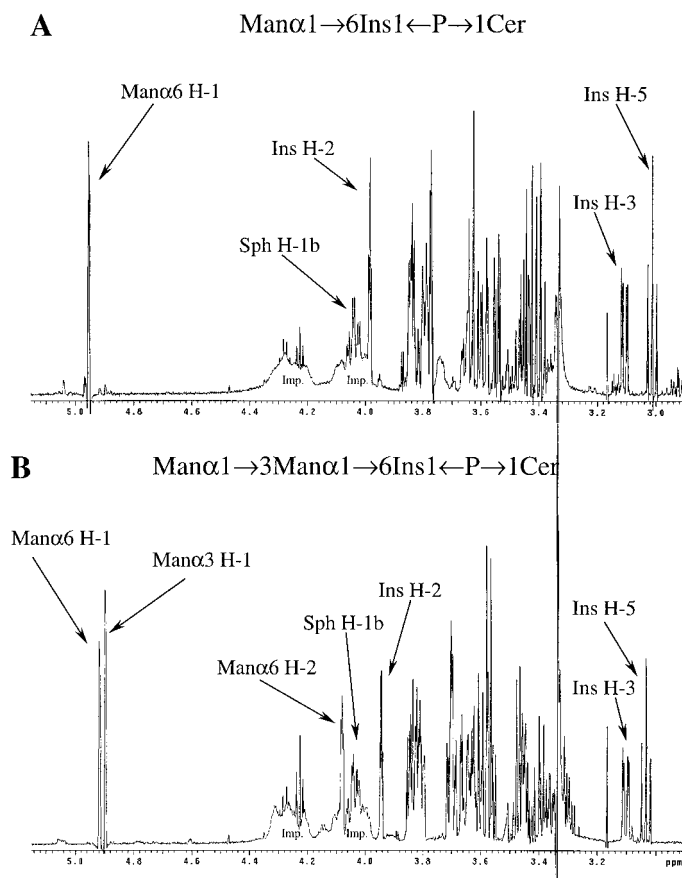 A
Manα1→6Ins1←P→1Cer
Manα6 H-1
Ins H-5
Ins H-2
Ins H-3
Sph H-1b
Imp.
Imp.
5.0 4.8 4.6 4.4 4.2 4.0 3.8 3.6 3.4 3.2 3.0
B
Manα1→3Manα1→6Ins1←P→1Cer
Manα6 H-1
Manα3 H-1
Ins H-2
Ins H-5
Sph H-1b
Manα6 H-2
Ins H-3
Imp.
Imp.
5.0 4.8 4.6 4.4 4.2 4.0 3.8 3.6 3.4 3.2 ppm